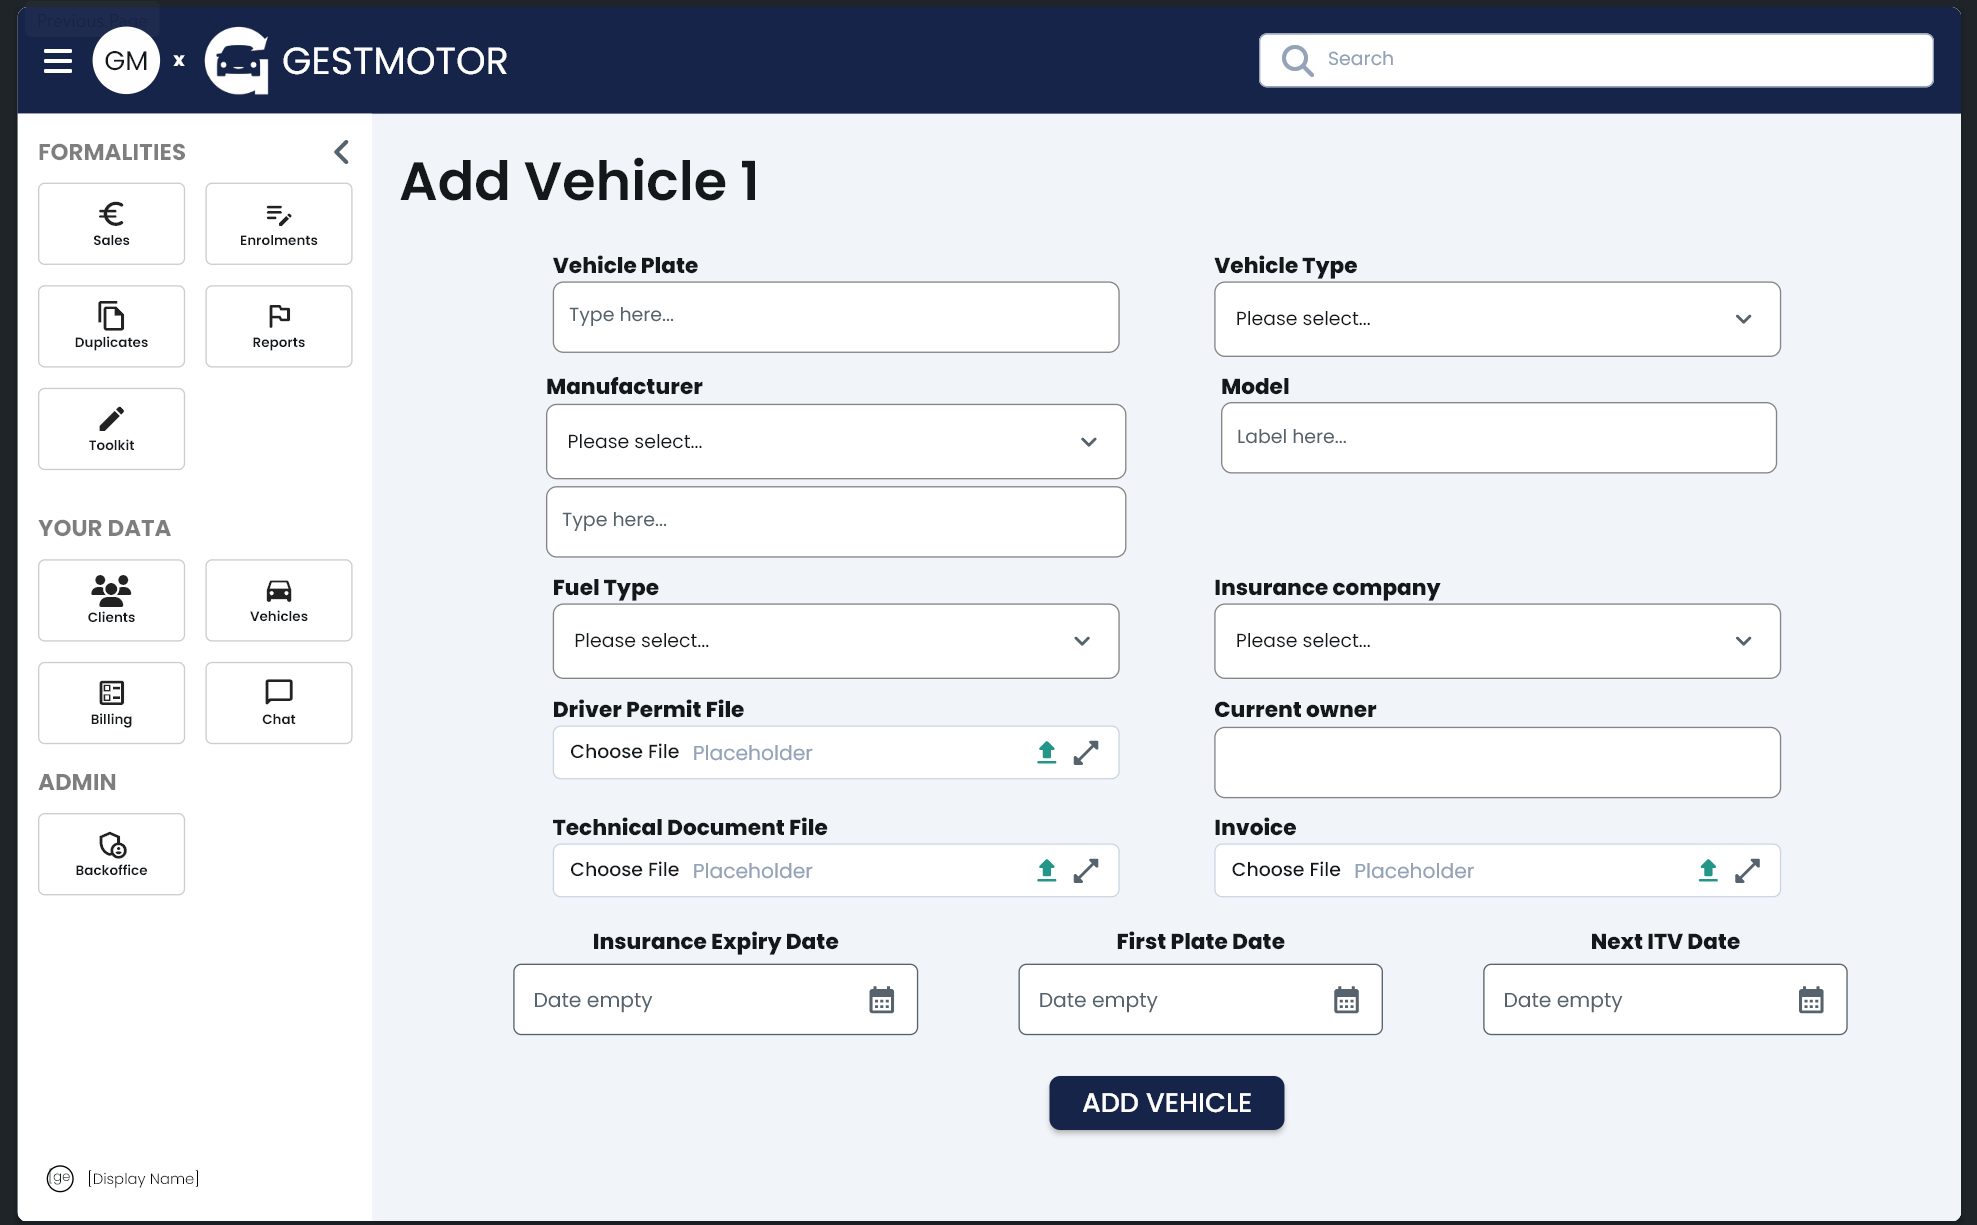 Previous Page
GM x GESTMOTOR
Search
FORMALITIES
Sales
Enrolments
Duplicates
Reports
Toolkit
YOUR DATA
Clients
Vehicles
Billing
Chat
ADMIN
Backoffice
[Display Name]
Add Vehicle 1
Vehicle Plate
Type here...
Vehicle Type
Please select...
Manufacturer
Please select...
Type here...
Model
Label here...
Fuel Type
Please select...
Insurance company
Please select...
Driver Permit File
Choose File Placeholder
Current owner
Technical Document File
Choose File Placeholder
Invoice
Choose File Placeholder
Insurance Expiry Date
Date empty
First Plate Date
Date empty
Next ITV Date
Date empty
ADD VEHICLE